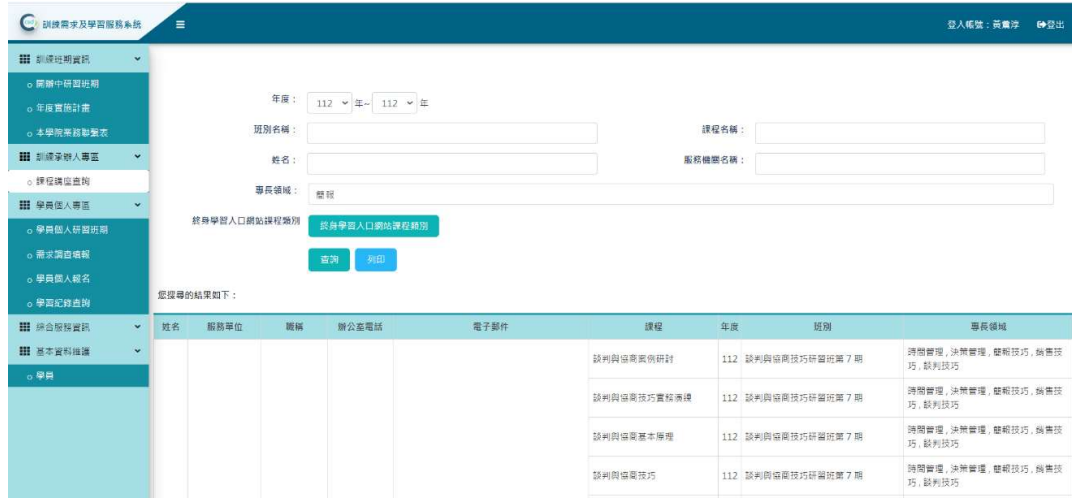 訓練需求及學習服務系統
登入帳號：黃薰淳 登出
訓練班期資訊
開辦中研習班期
年度實施計畫
本學院業務聯繫表
訓練承辦人專區
課程講座查詢
學員個人專區
學員個人研習班期
需求調查填報
學員個人報名
學習紀錄查詢
綜合服務資訊
基本資料維護
學員
年度： 112 年~ 112 年
班別名稱： 課程名稱：
姓名： 服務機關名稱：
專長領域： 簡報
終身學習入口網站課程類別 終身學習入口網站課程類別
查詢 列印
您搜尋的結果如下：
姓名 服務單位 職稱 辦公室電話 電子郵件 課程 年度 班別 專長領域
談判與協商案例研討 112 談判與協商技巧研習班第 7 期 時間管理,決策管理,簡報技巧,銷售技
巧,談判技巧
談判與協商技巧實務演練 112 談判與協商技巧研習班第 7 期 時間管理,決策管理,簡報技巧,銷售技
巧,談判技巧
談判與協商基本原理 112 談判與協商技巧研習班第 7 期 時間管理,決策管理,簡報技巧,銷售技
巧,談判技巧
談判與協商技巧 112 談判與協商技巧研習班第 7 期 時間管理,決策管理,簡報技巧,銷售技
巧,談判技巧